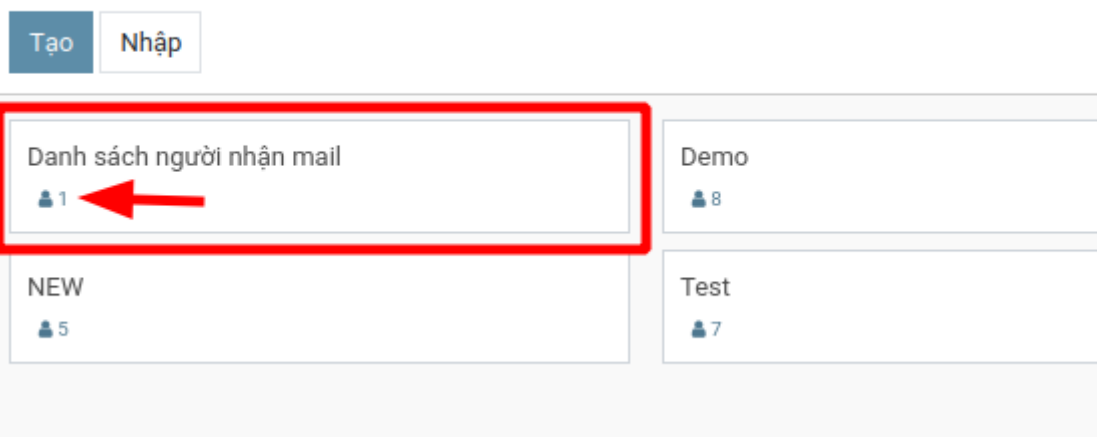 Tạo Nhập
Danh sách người nhận mail
1
Demo
8
NEW
5
Test
7